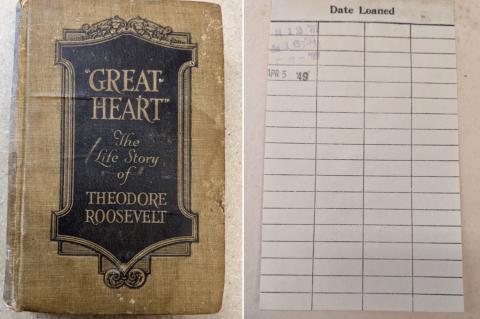 "GREAT
HEART"
The
Life Story
of
THEODORE
ROOSEVELT
Date Loaned
APR 5 '49